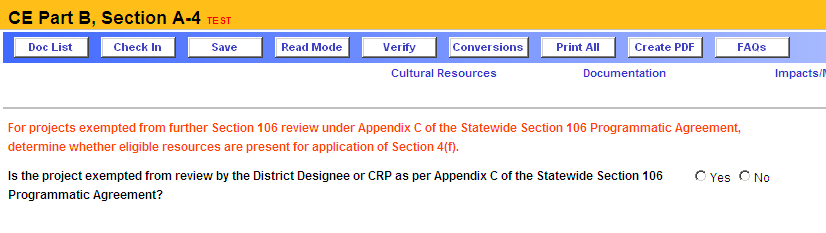 CE Part B, Section A-4 TEST
Doc List Check In Save Read Mode Verify Conversions Print All Create PDF FAQs
Cultural Resources Documentation Impacts/
For projects exempted from further Section 106 review under Appendix C of the Statewide Section 106 Programmatic Agreement,
determine whether eligible resources are present for application of Section 4(f).
Is the project exempted from review by the District Designee or CRP as per Appendix C of the Statewide Section 106 Yes No
Programmatic Agreement?